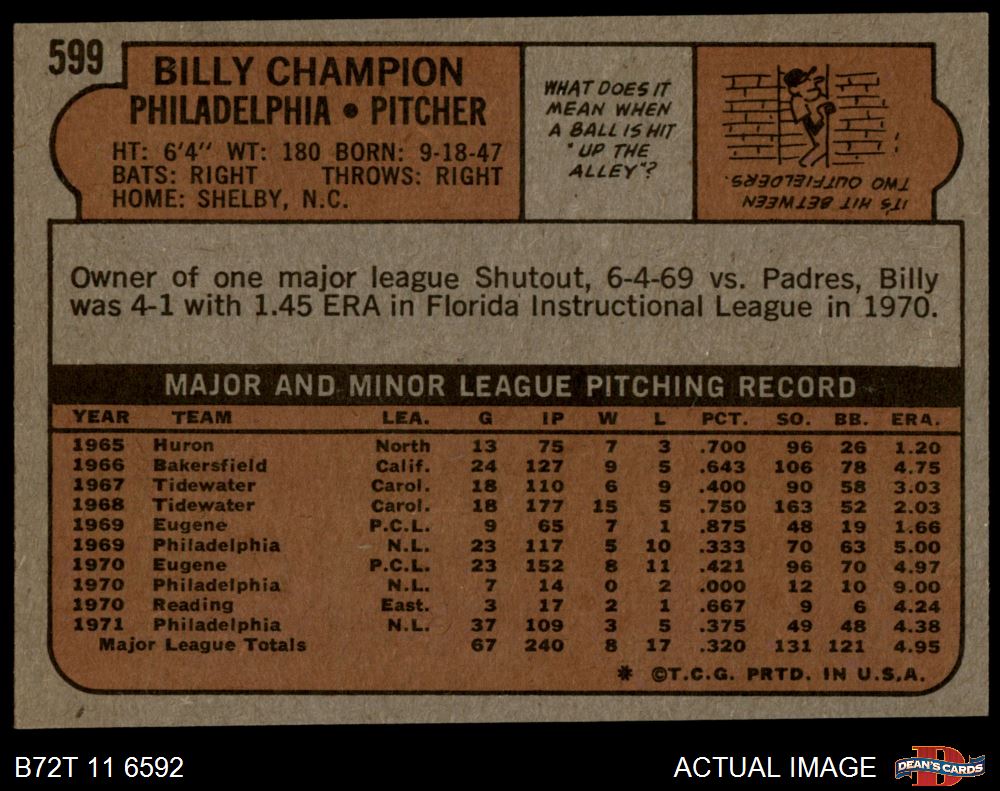 599
BILLY CHAMPION
PHILADELPHIA • PITCHER
HT: 6'4" WT: 180 BORN: 9-18-47
BATS: RIGHT THROWS: RIGHT
HOME: SHELBY, N.C.
WHAT DOES IT
MEAN WHEN
A BALL IS HIT
"UP THE
ALLEY"?
IT'S HIT BETWEEN
TWO OUTFIELDERS.
Owner of one major league Shutout, 6-4-69 vs. Padres, Billy
was 4-1 with 1.45 ERA in Florida Instructional League in 1970.
MAJOR AND MINOR LEAGUE PITCHING RECORD
YEAR TEAM LEA. G IP W L PCT. SO. BB. ERA.
1965 Huron North 13 75 7 3 .700 96 26 1.20
1966 Bakersfield Calif. 24 127 9 5 .643 106 78 4.75
1967 Tidewater Carol. 18 110 6 9 .400 90 58 3.03
1968 Tidewater Carol. 18 177 15 5 .750 163 52 2.03
1969 Eugene P.C.L. 9 65 7 1 .875 48 19 1.66
1969 Philadelphia N.L. 23 117 5 10 .333 70 63 5.00
1970 Eugene P.C.L. 23 152 8 11 .421 96 70 4.97
1970 Philadelphia N.L. 7 14 0 2 .000 12 10 9.00
1970 Reading East. 3 17 2 1 .667 9 6 4.24
1971 Philadelphia N.L. 37 109 3 5 .375 49 48 4.38
Major League Totals 67 240 8 17 .320 131 121 4.95
* ©T.C.G. PRTD. IN U.S.A.
B72T 11 6592
ACTUAL IMAGE
DEAN'S CARDS